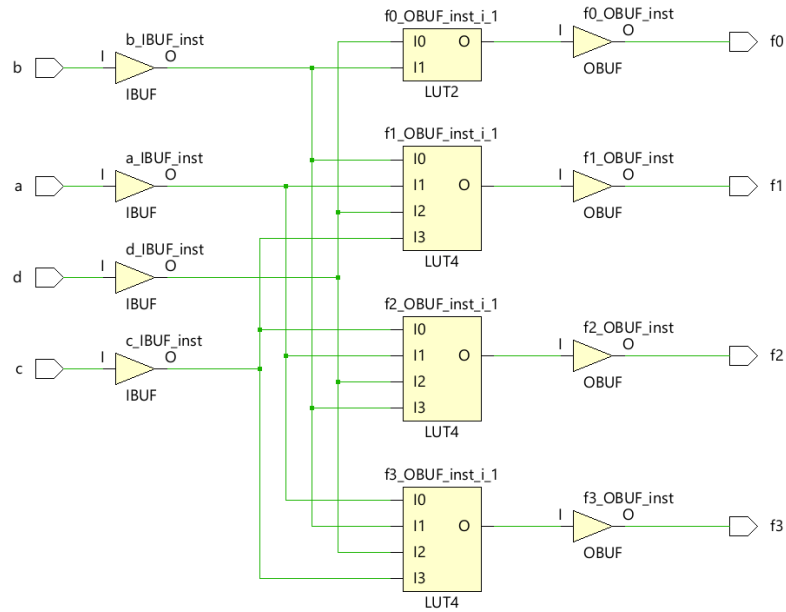 f0_OBUF_inst_i_1
f0_OBUF_inst
b_IBUF_inst
I0 O I O f0
b I O I1
OBUF
IBUF LUT2
f1_OBUF_inst_i_1
a_IBUF_inst f1_OBUF_inst
I0
a I O I1 O I O f1
IBUF I2 OBUF
I3
d_IBUF_inst LUT4
d I O
IBUF f2_OBUF_inst_i_1
c_IBUF_inst I0 f2_OBUF_inst
c I O I1 O I O f2
IBUF I2 OBUF
I3
LUT4
f3_OBUF_inst_i_1
I0 f3_OBUF_inst
I1 O I O f3
I2 OBUF
I3
LUT4